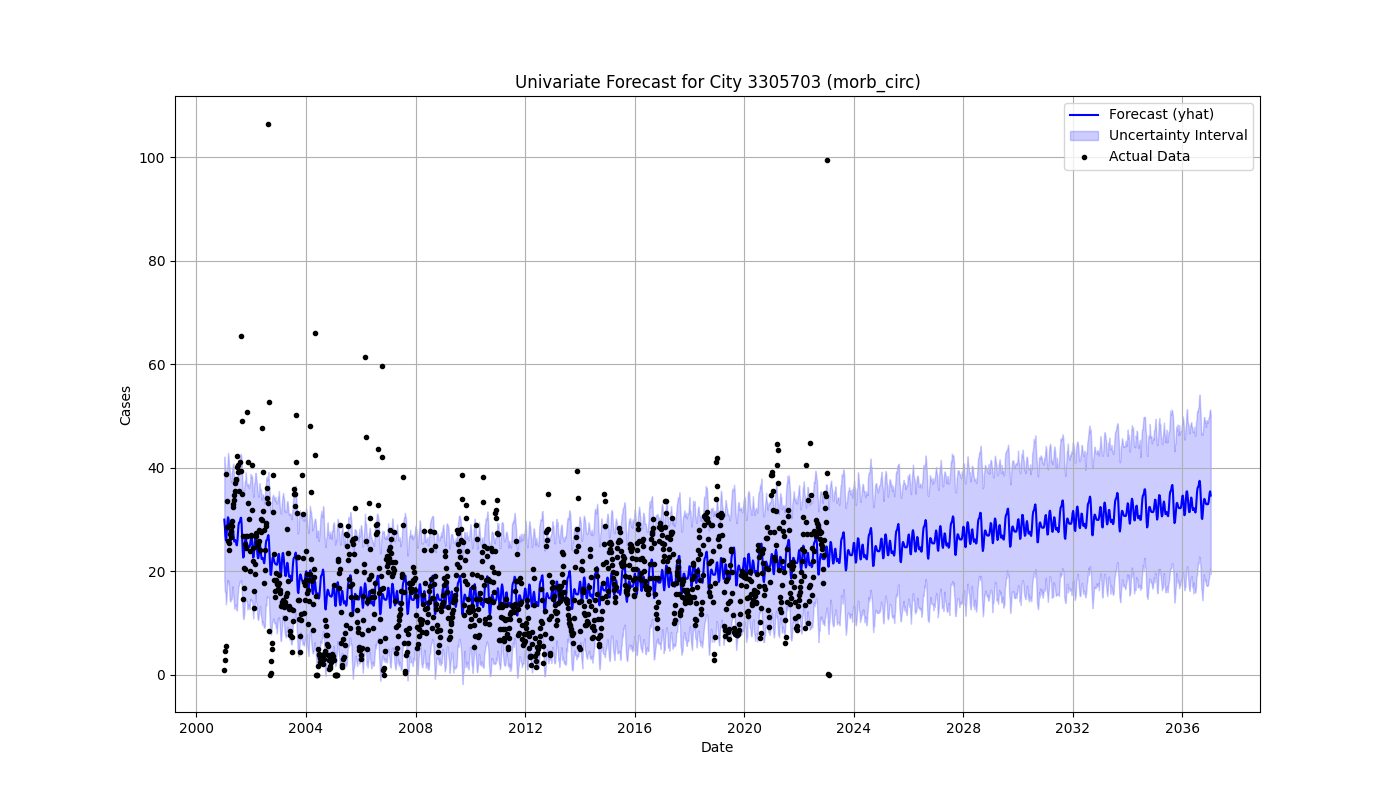 Univariate Forecast for City 3305703 (morb_circ)
Forecast (yhat)
Uncertainty Interval
Actual Data
100
80
60
40
20
0
Cases
2000 2004 2008 2012 2016 2020 2024 2028 2032 2036
Date